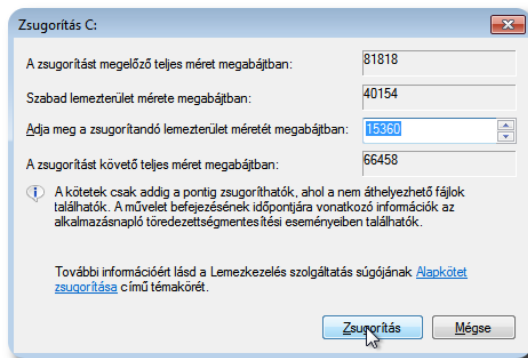 Zsugorítás C:
A zsugorítást megelőző teljes méret megabájtban: 81818
Szabad lemezterület mérete megabájtban: 40154
Adja meg a zsugorítandó lemezterület méretét megabájtban: 15360
A zsugorítást követő teljes méret megabájtban: 66458
A kötetek csak addig a pontig zsugoríthatók, ahol a nem áthelyezhető fájlok
találhatók. A művelet befejezésének időpontjára vonatkozó információk az
alkalmazásnapló töredezettségmentesítési eseményeiben találhatók.
További információért lásd a Lemezkezelés szolgáltatás súgójának Alapkötet
zsugorítása című témakörét.
Zsugorítás Mégse